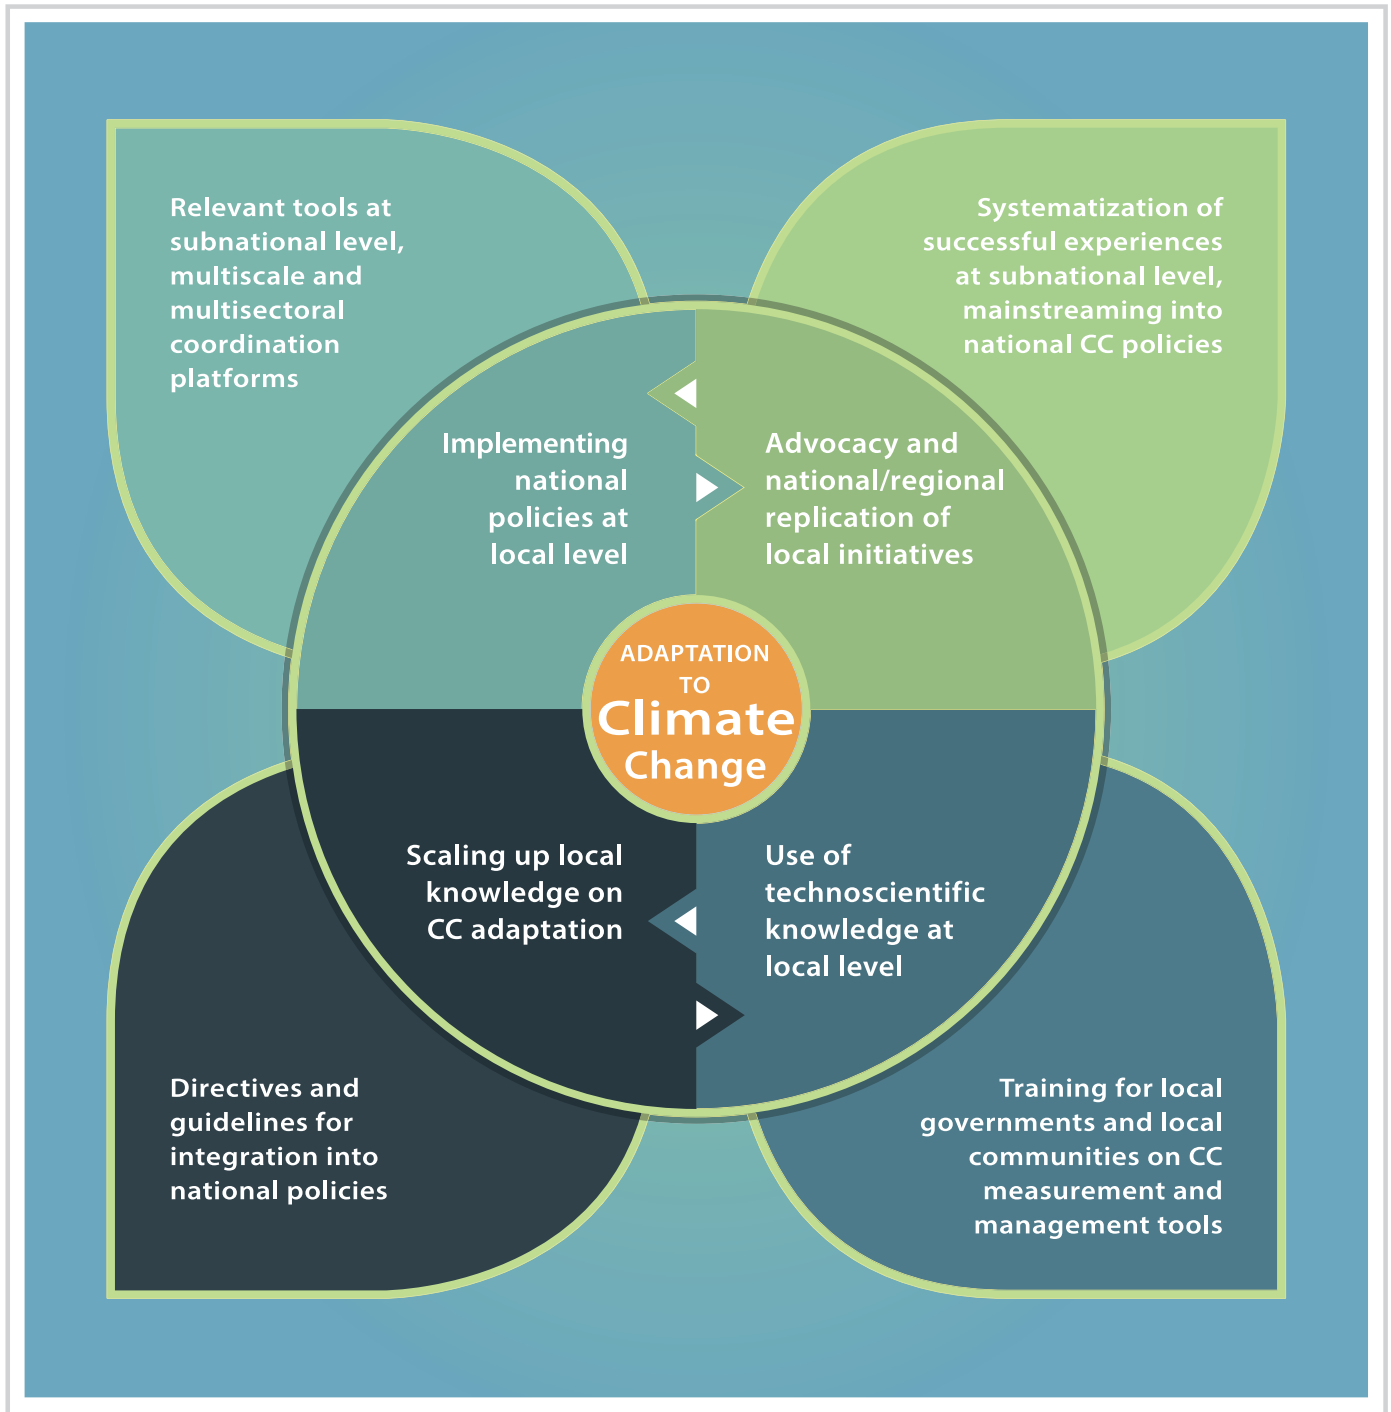 Relevant tools at
subnational level,
multiscale and
multisectoral
coordination
platforms
Systematization of
successful experiences
at subnational level,
mainstreaming into
national CC policies
Implementing
national
policies at
local level
Advocacy and
national/regional
replication of
local initiatives
ADAPTATION
TO
Climate
Change
Scaling up local
knowledge on
CC adaptation
Use of
technoscientific
knowledge at
local level
Directives and
guidelines for
integration into
national policies
Training for local
governments and local
communities on CC
measurement and
management tools